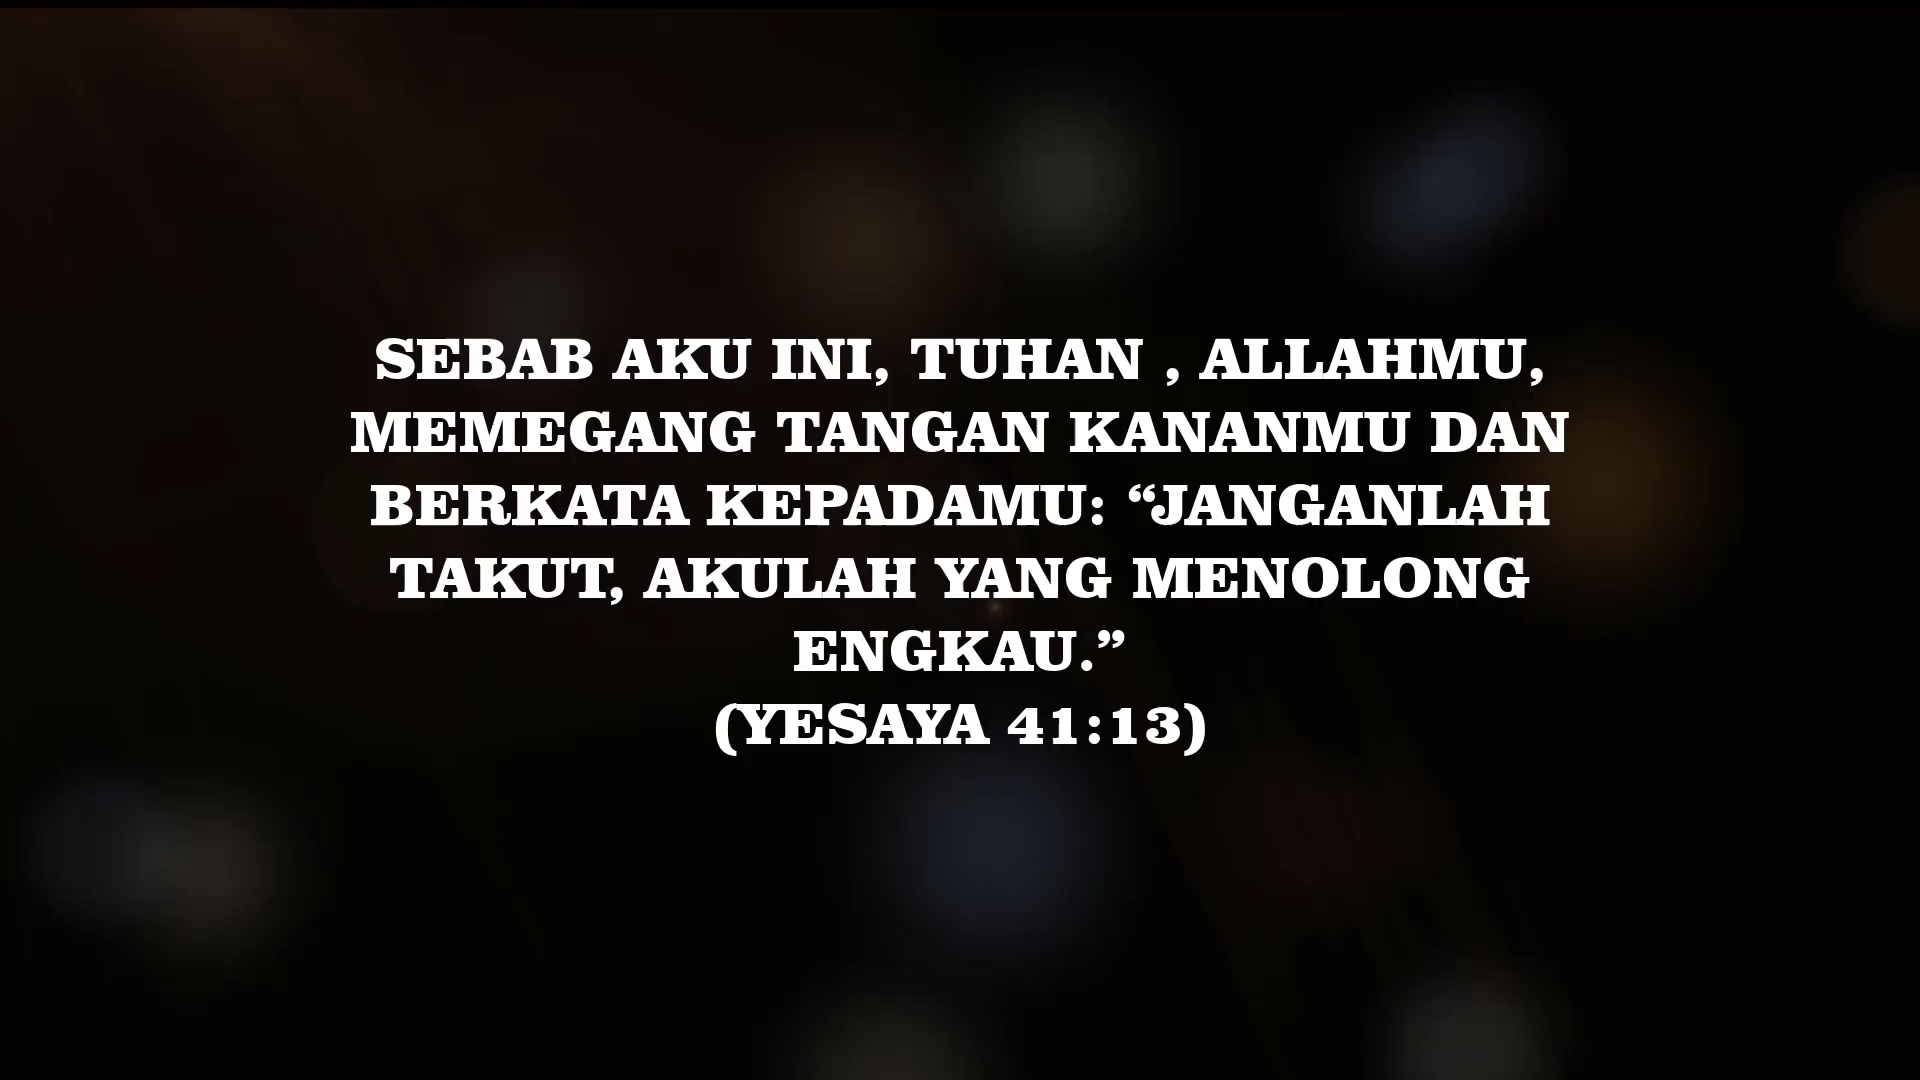 SEBAB AKU INI, TUHAN , ALLAHMU,
MEMEGANG TANGAN KANANMU DAN
BERKATA KEPADAMU: “JANGANLAH
TAKUT, AKULAH YANG MENOLONG
ENGKAU.”
(YESAYA 41:13)